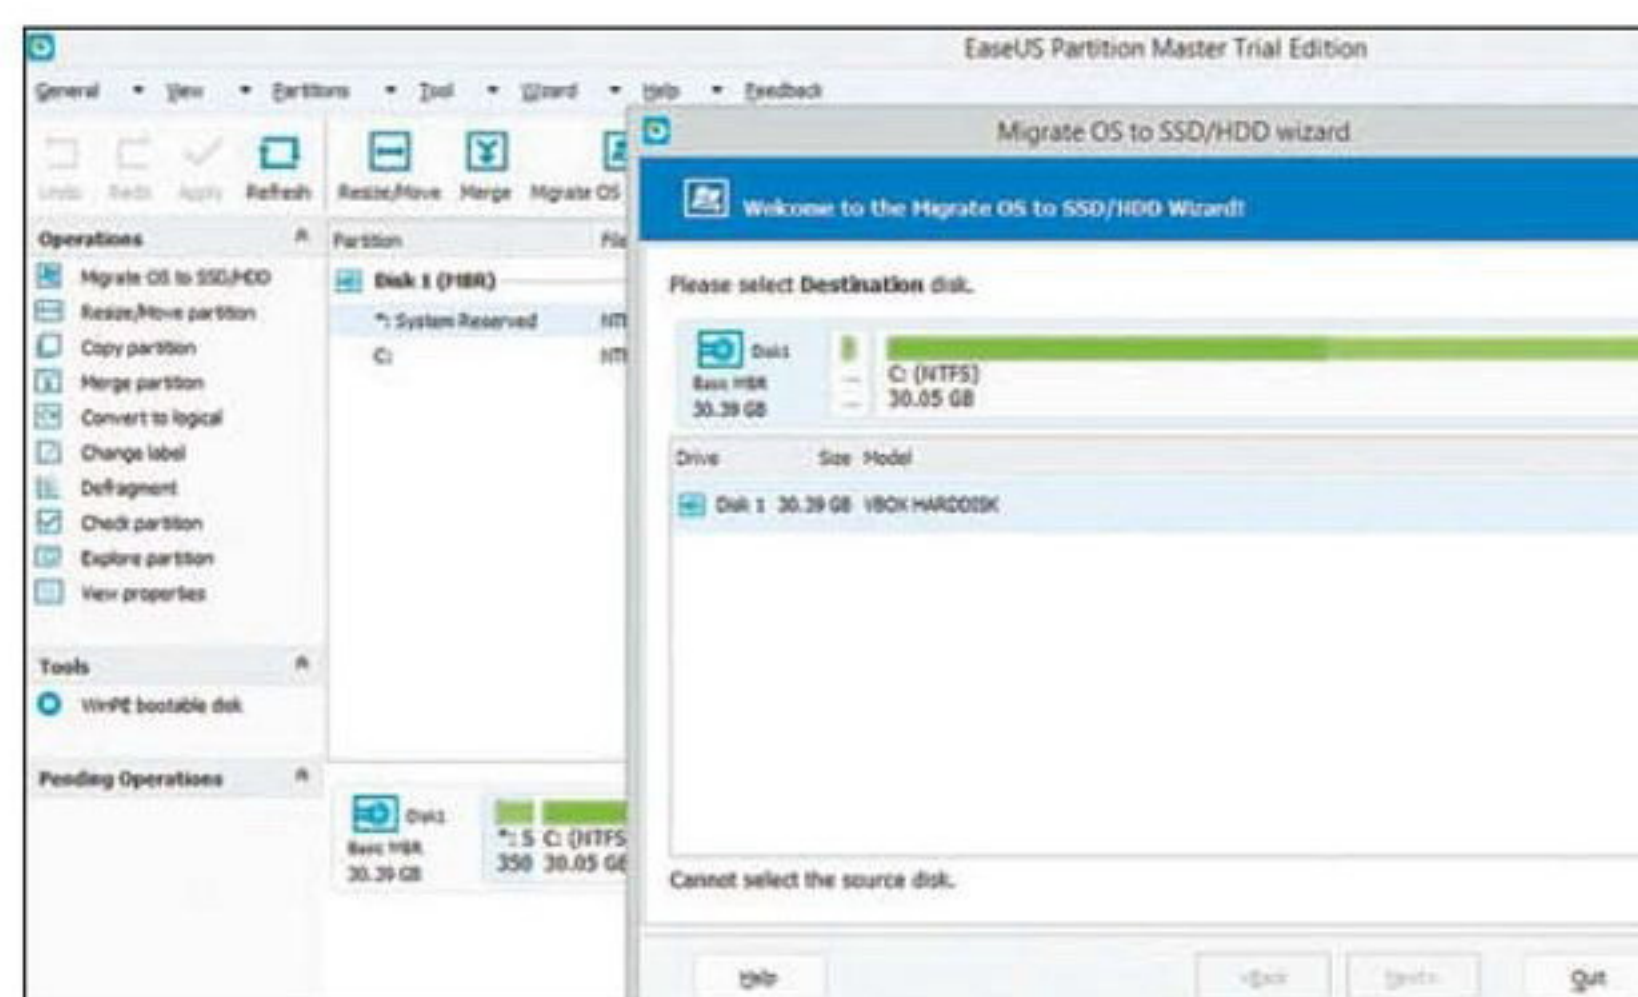 EaseUS Partition Master Trial Edition
General View Partitions Tool Wizard Help Feedback
Undo Redo Apply Refresh Resize/Move Merge Migrate OS
Operations
Migrate OS to SSD/HDD
Resize/Move partition
Copy partition
Merge partition
Convert to logical
Change label
Defragment
Check partition
Explore partition
View properties
Tools
WinPE bootable disk
Pending Operations
Partition File
Disk 1 (MBR)
*: System Reserved NT
C: NT
Disk1
Basic MBR
30.39 GB
*: S C: (NTFS
350 30.05 GB
Migrate OS to SSD/HDD wizard
Welcome to the Migrate OS to SSD/HDD Wizard!
Please select Destination disk.
Disk1
Basic MBR
30.39 GB
... C: (NTFS)
... 30.05 GB
Drive Size Model
Disk 1 30.39 GB VBOX HARDDISK
Cannot select the source disk.
Help <Back Next> Quit